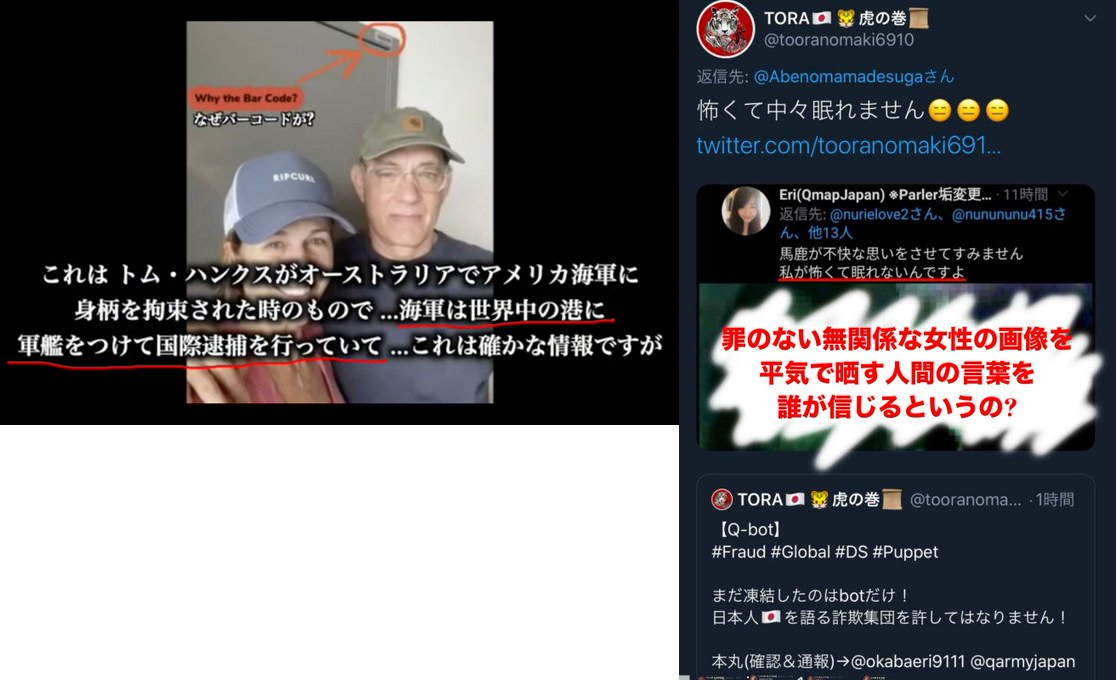 Why the Bar Code?
なぜバーコードが?
RIPCURL
これは トム・ハンクスがオーストラリアでアメリカ海軍に
身柄を拘束された時のもので ...海軍は世界中の港に
軍艦をつけて国際逮捕を行っていて ...これは確かな情報ですが
TORA🇯🇵 🐯虎の巻📜
@tooranomaki6910
返信先: @Abenomamadesugaさん
怖くて中々眠れません😑😑😑
twitter.com/tooranomaki691...
Eri(QmapJapan) ※Parler垢変更... · 11時間
返信先: @nurielove2さん、@nunununu415さ
ん、他13人
馬鹿が不快な思いをさせてすみません
私が怖くて眠れないんですよ
罪のない無関係な女性の画像を
平気で晒す人間の言葉を
誰が信じるというの?
TORA🇯🇵 🐯虎の巻📜 @tooranoma... · 1時間
【Q-bot】
#Fraud #Global #DS #Puppet
まだ凍結したのはbotだけ！
日本人🇯🇵を語る詐欺集団を許してはなりません！
本丸(確認＆通報)→@okabaeri9111 @qarmyjapan